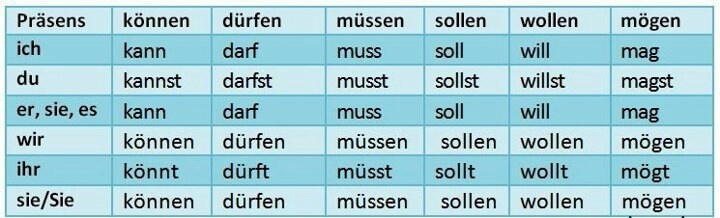 Präsens können dürfen müssen sollen wollen mögen
ich kann darf muss soll will mag
du kannst darfst musst sollst willst magst
er, sie, es kann darf muss soll will mag
wir können dürfen müssen sollen wollen mögen
ihr könnt dürft müsst sollt wollt mögt
sie/Sie können dürfen müssen sollen wollen mögen